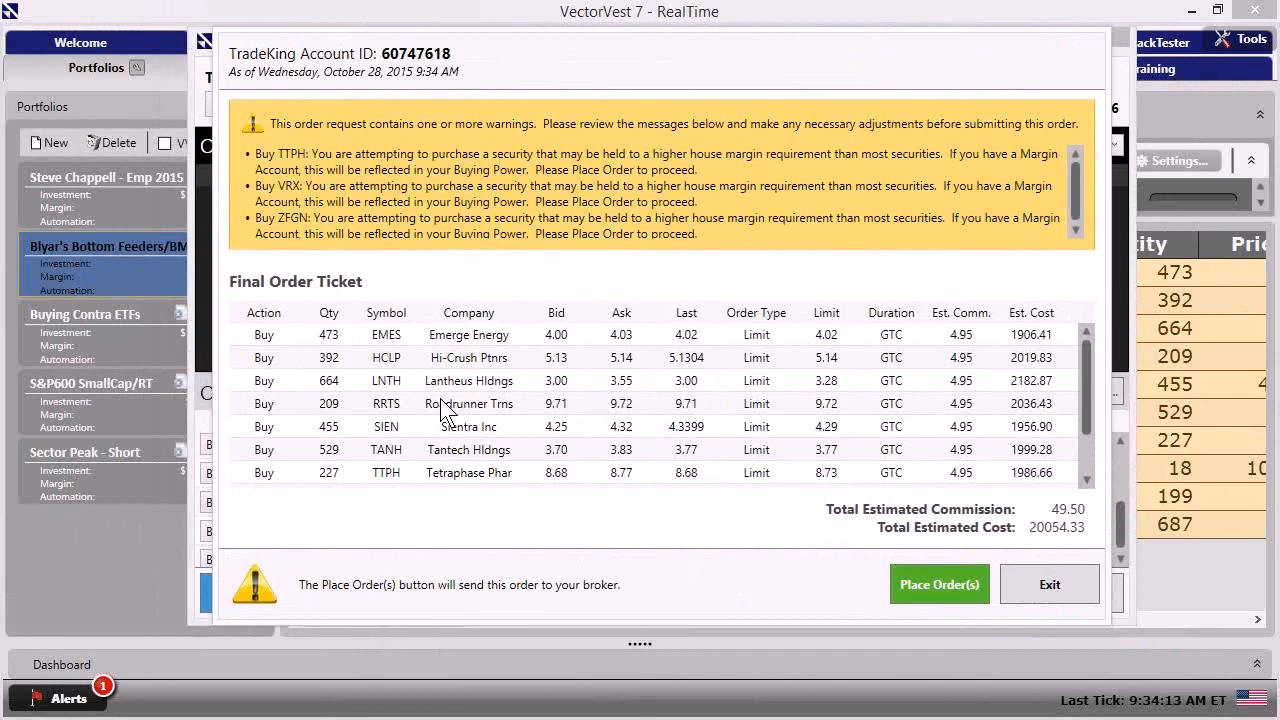 VectorVest 7 - RealTime
Welcome
Portfolios
ackTester
Tools
raining
Portfolios
New Delete
Steve Chappell - Emp 2015
Investment: $
Margin:
Automation:
Blyar's Bottom Feeders/BM
Investment:
Margin:
Automation:
Buying Contra ETFs
Investment: $
Margin:
Automation:
S&P600 SmallCap/RT
Investment: $
Margin:
Automation:
Sector Peak - Short
Investment: $
Margin:
Automation:
TradeKing Account ID: 60747618
As of Wednesday, October 28, 2015 9:34 AM
This order request contains one or more warnings. Please review the messages below and make any necessary adjustments before submitting this order.
• Buy TTPH: You are attempting to purchase a security that may be held to a higher house margin requirement than most securities. If you have a Margin
Account, this will be reflected in your Buying Power. Please Place Order to proceed.
• Buy VRX: You are attempting to purchase a security that may be held to a higher house margin requirement than most securities. If you have a Margin
Account, this will be reflected in your Buying Power. Please Place Order to proceed.
• Buy ZFGN: You are attempting to purchase a security that may be held to a higher house margin requirement than most securities. If you have a Margin
Account, this will be reflected in your Buying Power. Please Place Order to proceed.
Final Order Ticket
Action Qty Symbol Company Bid Ask Last Order Type Limit Duration Est. Comm. Est. Cost
Buy 473 EMES Emerge Energy 4.00 4.03 4.02 Limit 4.02 GTC 4.95 1906.41
Buy 392 HCLP Hi-Crush Ptnrs 5.13 5.14 5.1304 Limit 5.14 GTC 4.95 2019.83
Buy 664 LNTH Lantheus Hldngs 3.00 3.55 3.00 Limit 3.28 GTC 4.95 2182.87
Buy 209 RRTS Roadrunner Trns 9.71 9.72 9.71 Limit 9.72 GTC 4.95 2036.43
Buy 455 SIEN Sientra Inc 4.25 4.32 4.3399 Limit 4.29 GTC 4.95 1956.90
Buy 529 TANH Tantech Hldngs 3.70 3.83 3.77 Limit 3.77 GTC 4.95 1999.28
Buy 227 TTPH Tetraphase Phar 8.68 8.77 8.68 Limit 8.73 GTC 4.95 1986.66
Total Estimated Commission: 49.50
Total Estimated Cost: 20054.33
The Place Order(s) button will send this order to your broker.
Place Order(s)
Exit
Settings...
ity Pric
473
392
664
209
455
529
227
18 10
199
687
Dashboard
Alerts 1
Last Tick: 9:34:13 AM ET